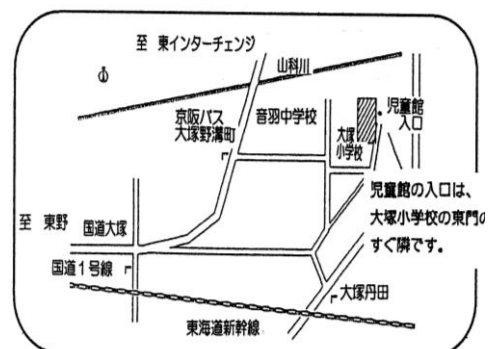 至 東インターチェンジ
山科川
京阪バス
大塚野溝町
音羽中学校
大塚
小学校
児童館
入口
児童館の入口は、
大塚小学校の東門の
すぐ隣です。
至 東野
国道大塚
国道1号線
大塚丹田
東海道新幹線